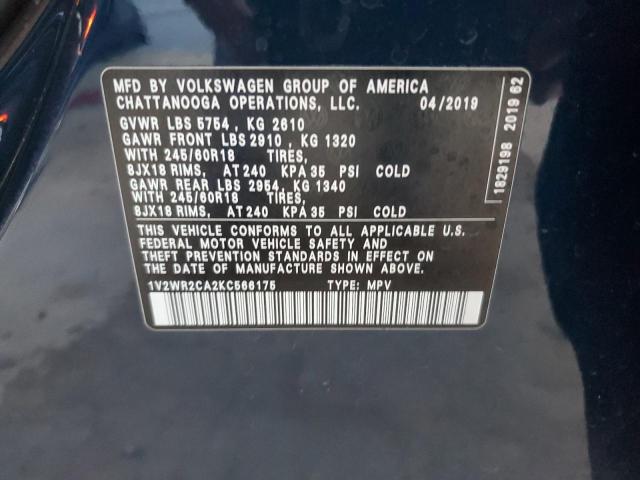 MFD BY VOLKSWAGEN GROUP OF AMERICA
CHATTANOOGA OPERATIONS, LLC. 04/2019
GVWR LBS 5754 , KG 2610
GAWR FRONT LBS 2910 , KG 1320
WITH 245/60R18 TIRES,
8JX18 RIMS, AT 240 KPA 35 PSI COLD
GAWR REAR LBS 2954, KG 1340
WITH 245/60R18 TIRES,
8JX18 RIMS, AT 240 KPA 35 PSI COLD
THIS VEHICLE CONFORMS TO ALL APPLICABLE U.S.
FEDERAL MOTOR VEHICLE SAFETY AND
THEFT PREVENTION STANDARDS IN EFFECT ON
THE DATE OF MANUFACTURE SHOWN ABOVE.
1V2WR2CA2KC566175 TYPE: MPV
1829198 2019 62